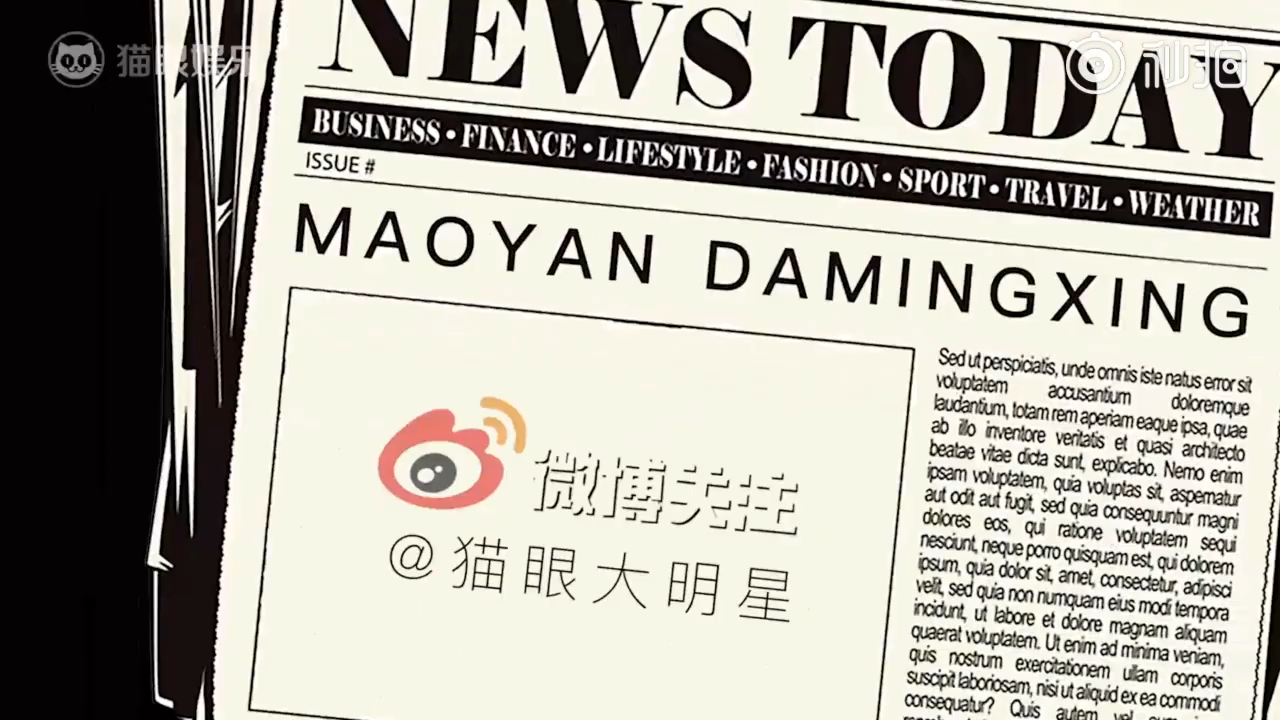 猫眼娱乐
秒拍
NEWS TODAY
BUSINESS • FINANCE • LIFESTYLE • FASHION • SPORT • TRAVEL • WEATHER
ISSUE #
MAOYAN DAMINGXING
微博关注
@猫眼大明星
Sed ut perspiciatis, unde omnis iste natus error sit
voluptatem accusantium doloremque
laudantium, totam rem aperiam eaque ipsa, quae
ab illo inventore veritatis et quasi architecto
beatae vitae dicta sunt, explicabo. Nemo enim
ipsam voluptatem, quia voluptas sit, aspernatur
aut odit aut fugit, sed quia consequuntur magni
dolores eos, qui ratione voluptatem sequi
nesciunt, neque porro quisquam est, qui dolorem
ipsum, quia dolor sit, amet, consectetur, adipisci
velit, sed quia non numquam eius modi tempora
incidunt, ut labore et dolore magnam aliquam
quaerat voluptatem. Ut enim ad minima veniam,
quis nostrum exercitationem ullam corporis
suscipit laboriosam, nisi ut aliquid ex ea commodi
consequatur? Quis autem vel